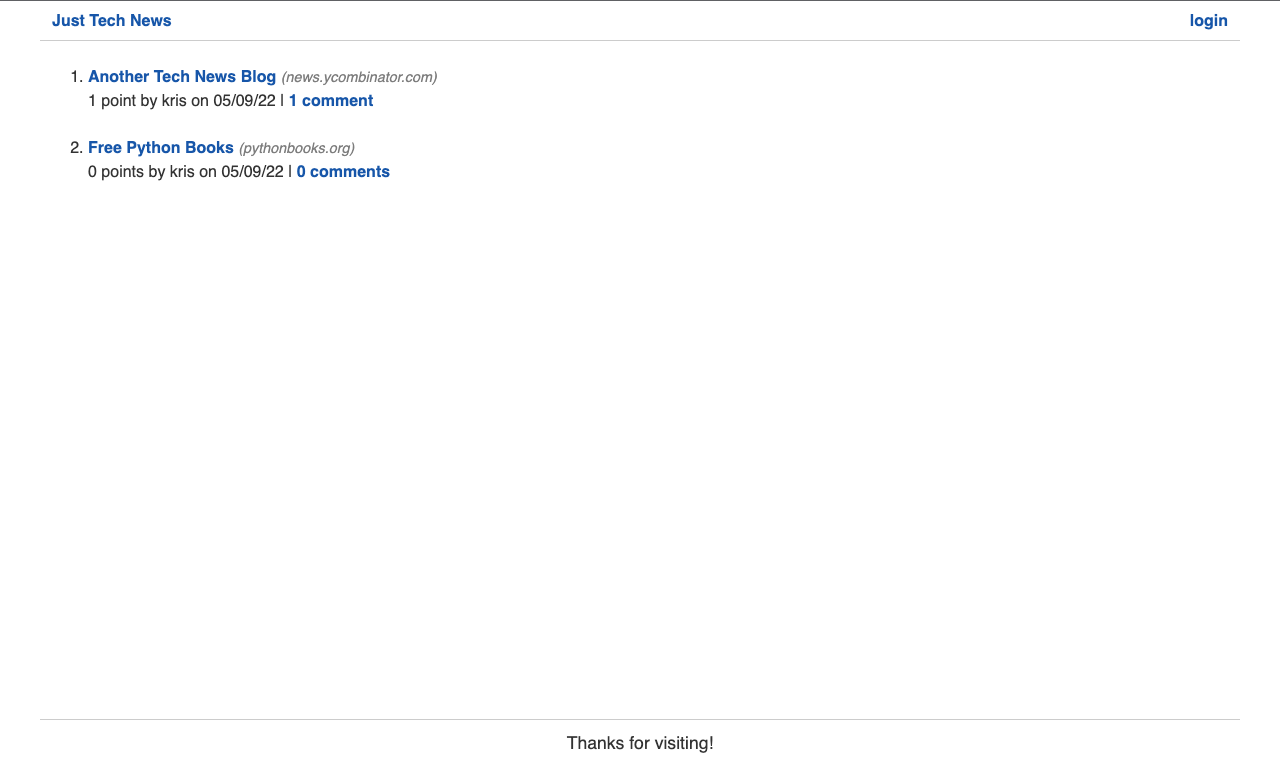 Just Tech News
login
1. Another Tech News Blog (news.ycombinator.com)
1 point by kris on 05/09/22 | 1 comment
2. Free Python Books (pythonbooks.org)
0 points by kris on 05/09/22 | 0 comments
Thanks for visiting!